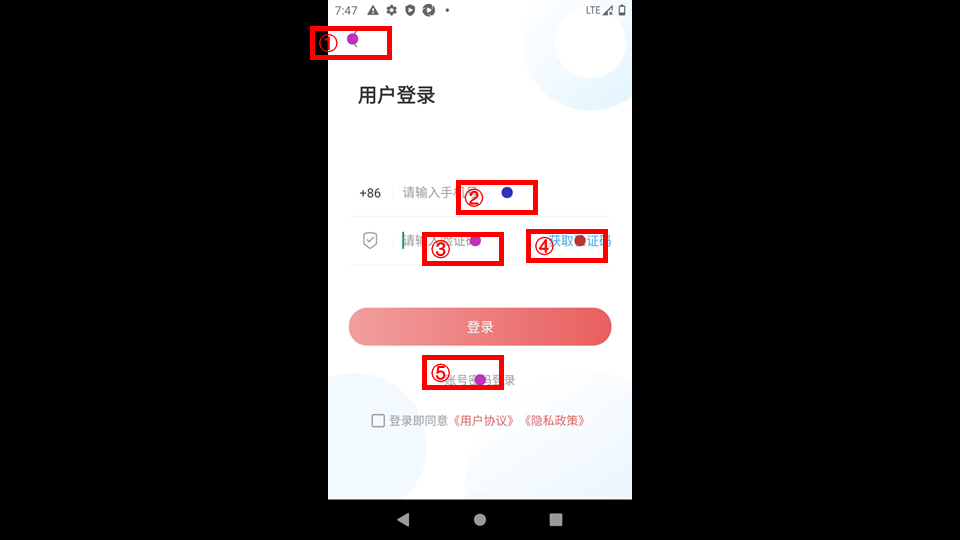 7:47
LTE
①
用户登录
+86
请输入手机号
②
请输入验证码
③
获取验证码
④
登录
账号密码登录
⑤
登录即同意《用户协议》《隐私政策》